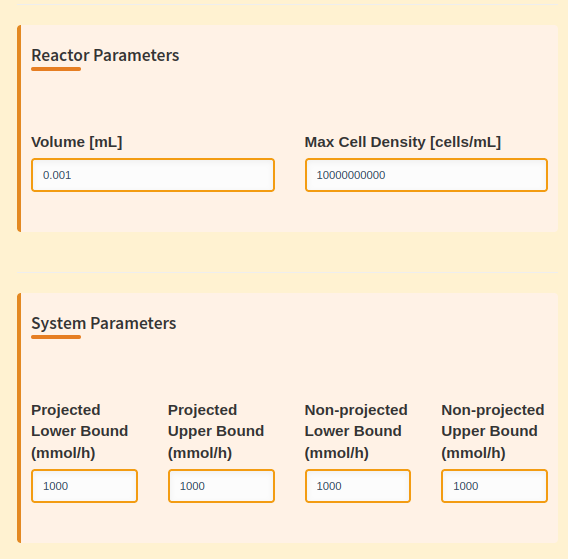 Reactor Parameters
Volume [mL]
Max Cell Density [cells/mL]
0.001
10000000000
System Parameters
Projected
Lower Bound
(mmol/h)
Projected
Upper Bound
(mmol/h)
Non-projected
Lower Bound
(mmol/h)
Non-projected
Upper Bound
(mmol/h)
1000
1000
1000
1000